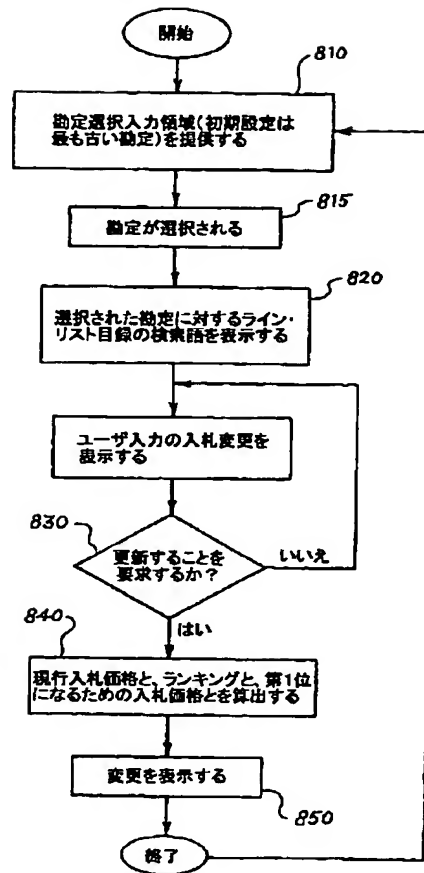 開始
810
勘定選択入力領域(初期設定は
最も古い勘定)を提供する
815
勘定が選択される
820
選択された勘定に対するライン・
リスト目録の検索語を表示する
ユーザ入力の入札変更を
表示する
830
更新することを
要求するか?
いいえ
はい
840
現行入札価格と、ランキングと、第1位
になるための入札価格とを算出する
変更を表示する
850
終了